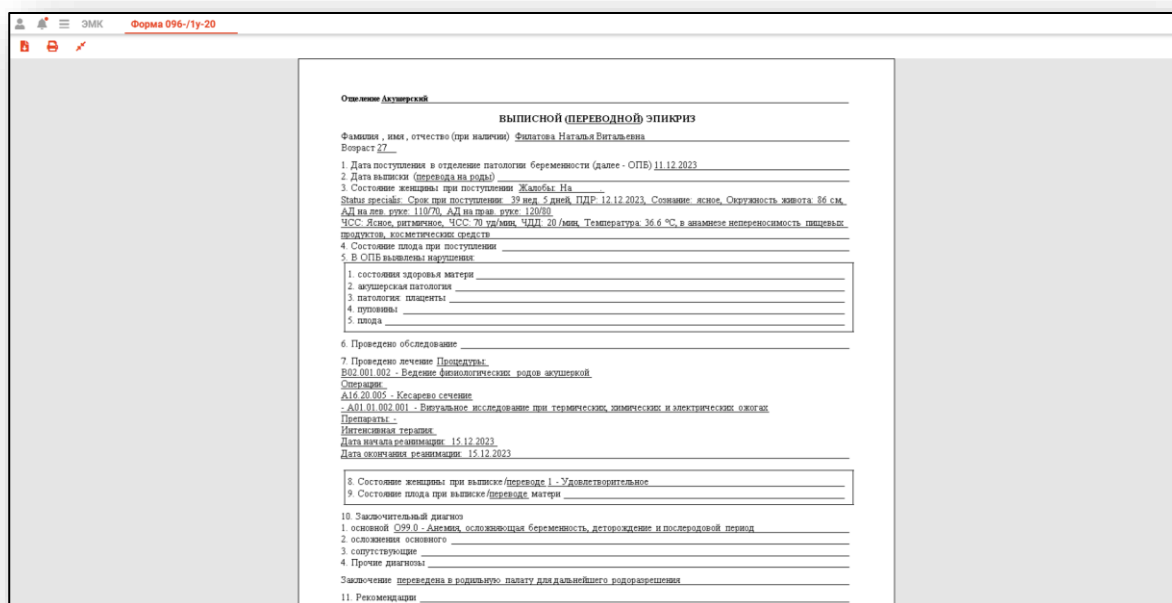 ЭМК Форма 096-/1у-20
Отделение Акушерский
ВЫПИСНОЙ (ПЕРЕВОДНОЙ) ЭПИКРИЗ
Фамилия , имя , отчество (при наличии) Филатова Наталья Витальевна
Возраст 27
1. Дата поступления в отделение патологии беременности (далее - ОПБ) 11.12.2023
2. Дата выписки (перевода на роды)
3. Состояние женщины при поступлении Жалобы: На .
Status specialis: Срок при поступлении: 39 нед. 5 дней, ПДР: 12.12.2023, Сознание: ясное, Окружность живота: 86 см,
АД на лев. руке: 110/70, АД на прав. руке: 120/80
ЧСС: Ясное, ритмичное, ЧСС: 70 уд/мин, ЧДД: 20 /мин, Температура: 36.6 °C, в анамнезе непереносимость пищевых
продуктов, косметических средств
4. Состояние плода при поступлении
5. В ОПБ выявлены нарушения:
1. состояния здоровья матери
2. акушерская патология
3. патология: плаценты
4. пуповины
5. плода
6. Проведено обследование
7. Проведено лечение Процедуры:
B02.001.002 - Ведение физиологических родов акушеркой
Операции:
A16.20.005 - Кесарево сечение
- A01.01.002.001 - Визуальное исследование при термических, химических и электрических ожогах
Препараты: -
Интенсивная терапия:
Дата начала реанимации: 15.12.2023
Дата окончания реанимации: 15.12.2023
8. Состояние женщины при выписке/переводе 1 - Удовлетворительное
9. Состояние плода при выписке/переводе матери
10. Заключительный диагноз
1. основной O99.0 - Анемия, осложняющая беременность, деторождение и послеродовой период
2. осложнения основного
3. сопутствующие
4. Прочие диагнозы
Заключение переведена в родильную палату для дальнейшего родоразрешения
11. Рекомендации